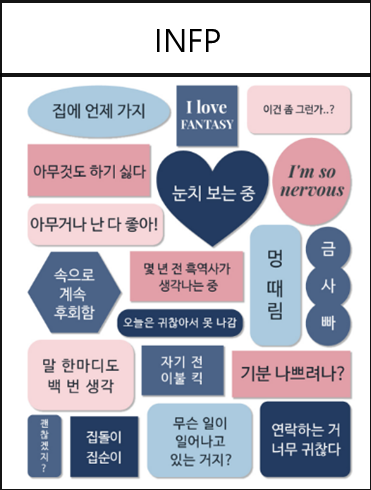 INFP
집에 언제 가지
I love
FANTASY
이건 좀 그런가..?
아무것도 하기 싫다
눈치 보는 중
I'm so
nervous
아무거나 난 다 좋아!
속으로
계속
후회함
몇 년 전 흑역사가
생각나는 중
멍
때
림
금
사
빠
오늘은 귀찮아서 못 나감
말 한마디도
백 번 생각
자기 전
이불 킥
기분 나쁘려나?
괜
찮
겠
지
?
집돌이
집순이
무슨 일이
일어나고
있는 거지?
연락하는 거
너무 귀찮다